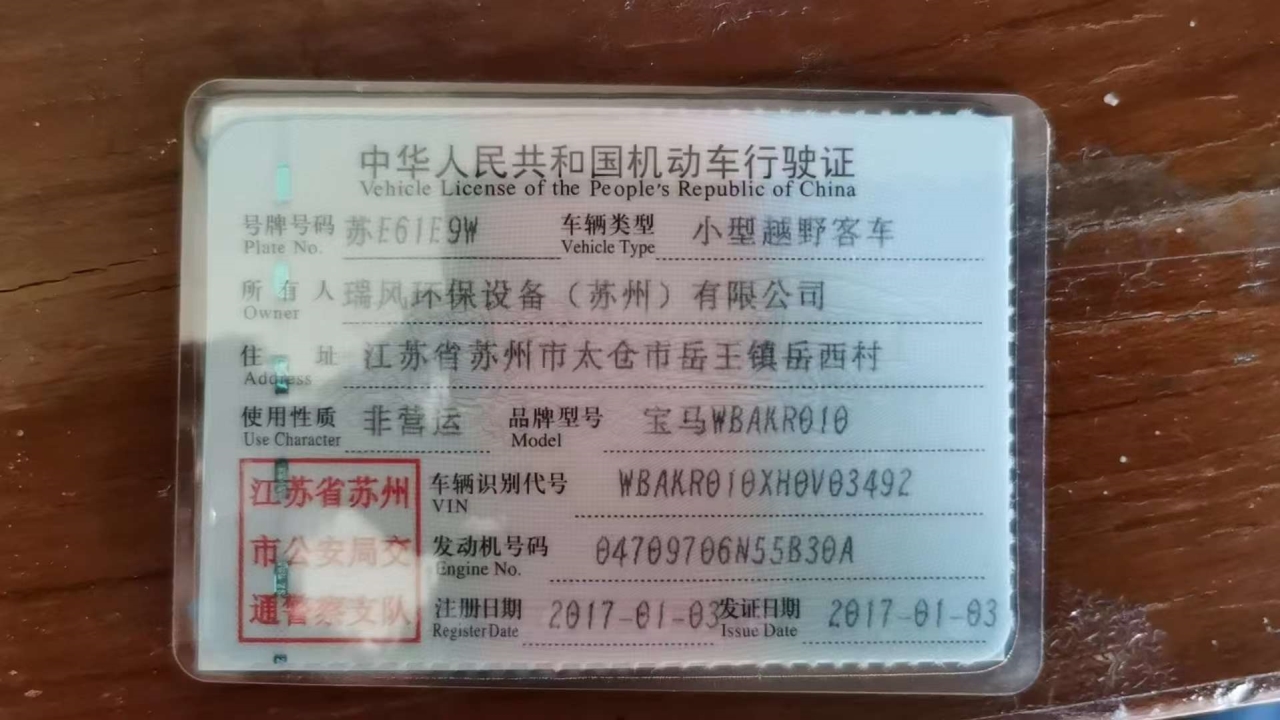 中华人民共和国机动车行驶证
Vehicle License of the People's Republic of China
号牌号码 苏E61E9W 车辆类型 小型越野客车
Plate No. Vehicle Type
所有人 瑞风环保设备（苏州）有限公司
Owner
住址 江苏省苏州市太仓市岳王镇岳西村
Address
使用性质 非营运 品牌型号 宝马WBAKR010
Use Character Model
江苏省苏州 车辆识别代号 WBAKR010XH0V03492
VIN
市公安局交 发动机号码 04709706N55B30A
Engine No.
通警察支队 注册日期 2017-01-03 发证日期 2017-01-03
Register Date Issue Date